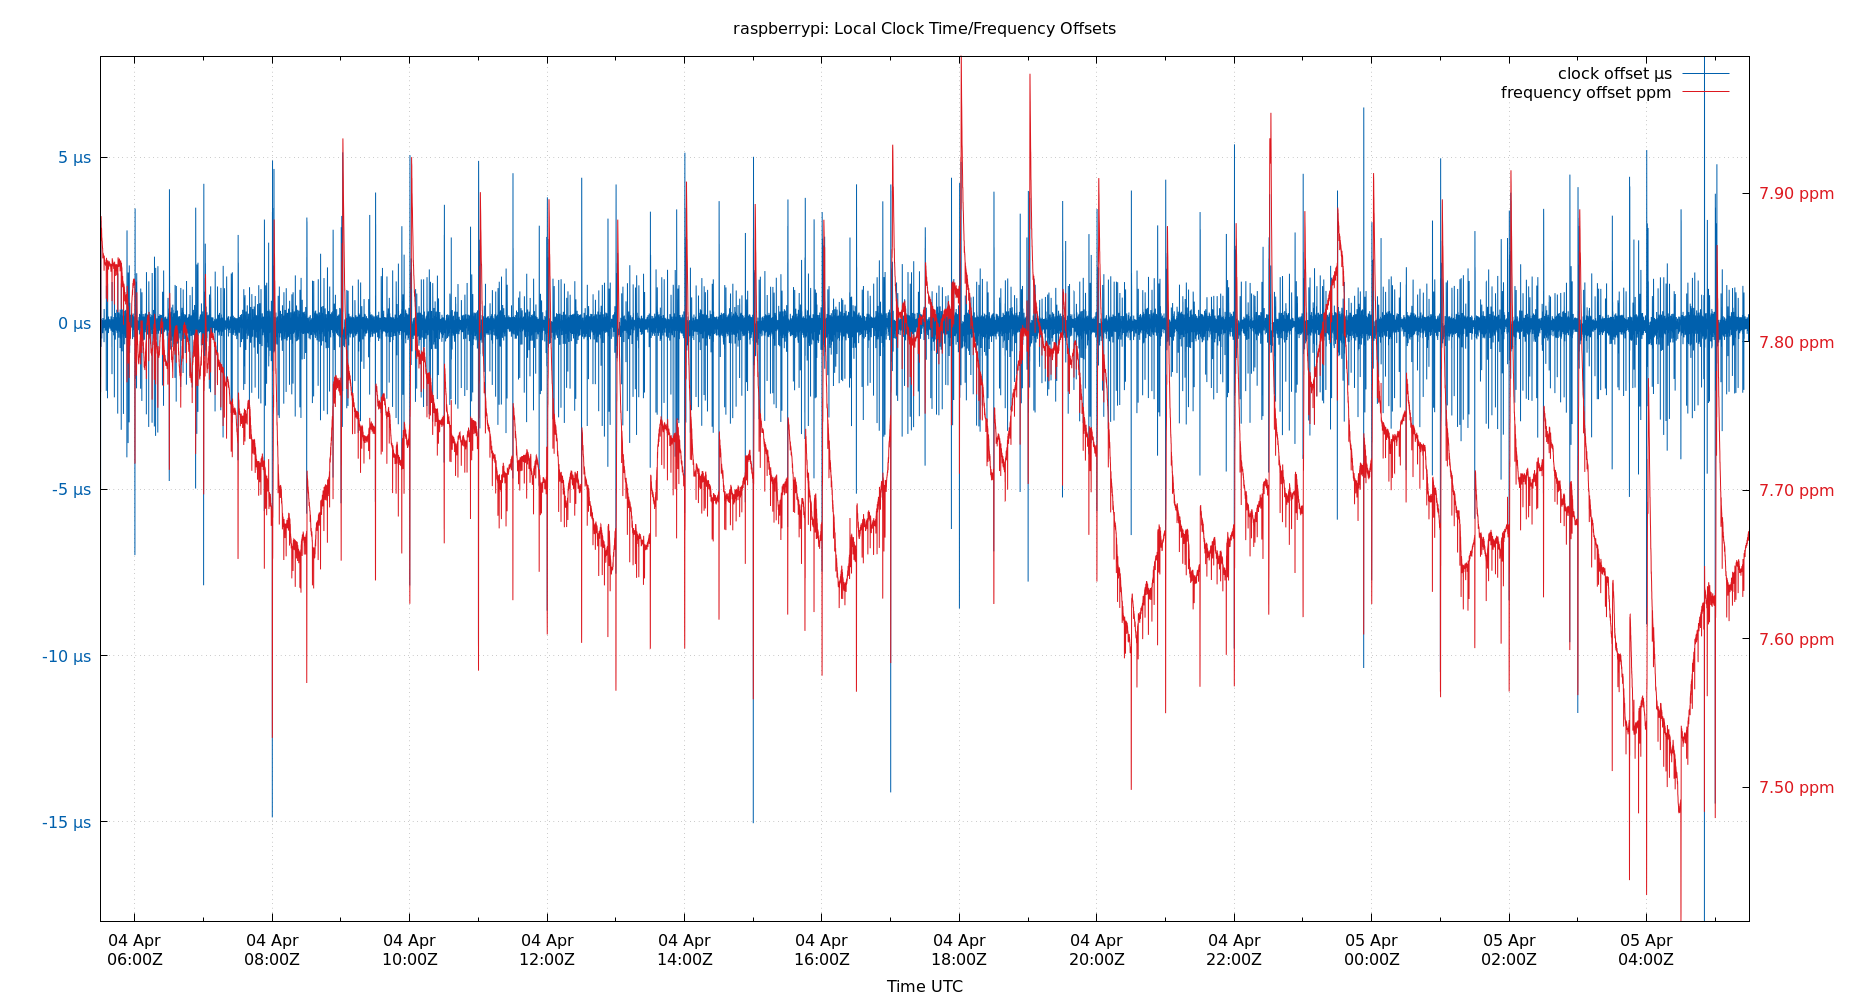 raspberrypi: Local Clock Time/Frequency Offsets
clock offset µs
frequency offset ppm
5 µs
0 µs
-5 µs
-10 µs
-15 µs
7.90 ppm
7.80 ppm
7.70 ppm
7.60 ppm
7.50 ppm
04 Apr
06:00Z
04 Apr
08:00Z
04 Apr
10:00Z
04 Apr
12:00Z
04 Apr
14:00Z
04 Apr
16:00Z
04 Apr
18:00Z
04 Apr
20:00Z
04 Apr
22:00Z
05 Apr
00:00Z
05 Apr
02:00Z
05 Apr
04:00Z
Time UTC